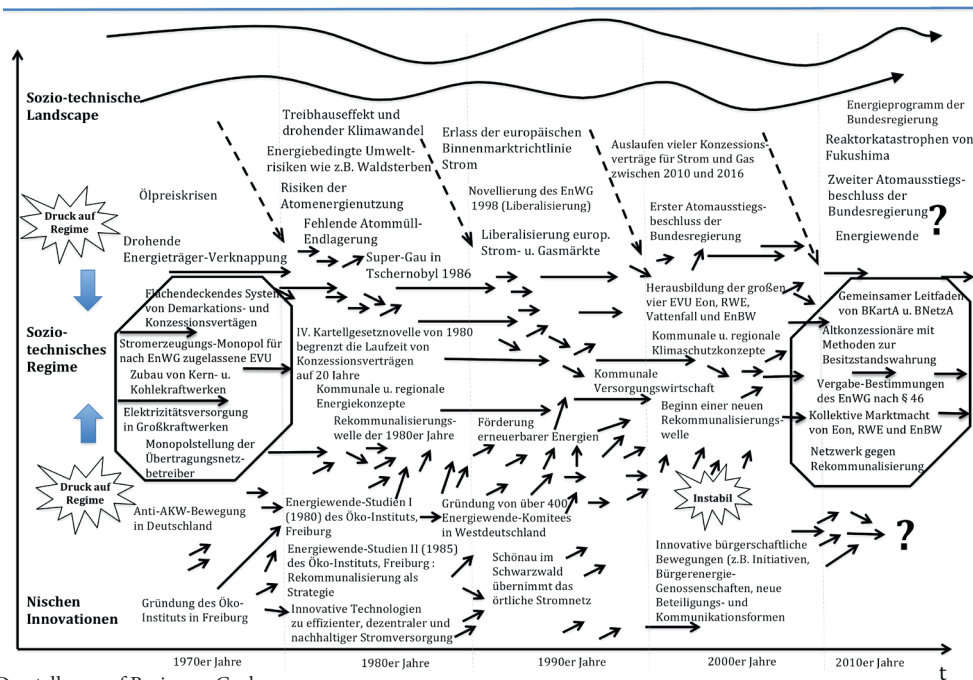 Sozio-technische
Landscape
Treibhauseffekt und
drohender Klimawandel
Energiebedingte Umwelt-
risiken wie z.B. Waldsterben
Risiken der
Atomenergienutzung
Fehlende Atommüll-
Endlagerung
Super-Gau in
Tschernobyl 1986
Erlass der europäischen
Binnenmarktrichtlinie
Strom
Novellierung des EnWG
1998 (Liberalisierung)
Liberalisierung europ.
Strom- u. Gasmärkte
Auslaufen vieler Konzessions-
verträge für Strom und Gas
zwischen 2010 und 2016
Erster Atomausstiegs-
beschluss der
Bundesregierung
Energieprogramm der
Bundesregierung
Reaktorkatastrophen von
Fukushima
Zweiter Atomausstiegs-
beschluss der
Bundesregierung
?
Energiewende
Ölpreiskrisen
Druck auf
Regime
Drohende
Energieträger-Verknappung
Sozio-
technisches
Regime
Flächendeckendes System
von Demarkations- und
Konzessionsvertägen
Stromerzeugungs-Monopol für
nach EnWG zugelassene EVU
Zubau von Kern- u.
Kohlekraftwerken
Elektrizitätsversorgung
in Großkraftwerken
Monopolstellung der
Übertragungsnetz-
betreiber
IV. Kartellgesetznovelle von 1980
begrenzt die Laufzeit von
Konzessionsverträgen
auf 20 Jahre
Kommunale u. regionale
Energiekonzepte
Rekommunalisierungs-
welle der 1980er Jahre
Förderung
erneuerbarer Energien
Herausbildung der großen
vier EVU Eon, RWE,
Vattenfall und EnBW
Kommunale u. regionale
Klimaschutzkonzepte
Kommunale
Versorgungswirtschaft
Beginn einer neuen
Rekommunalisierungs-
welle
Gemeinsamer Leitfaden
von BKartA u. BNetzA
Altkonzessionäre mit
Methoden zur
Besitzstandswahrung
Vergabe-Bestimmungen
des EnWG nach § 46
Kollektive Marktmacht
von Eon, RWE und EnBW
Netzwerk gegen
Rekommunalisierung
Druck auf
Regime
Instabil
Anti-AKW-Bewegung
in Deutschland
Energiewende-Studien I
(1980) des Öko-Instituts,
Freiburg
Energiewende-Studien II (1985)
des Öko-Instituts, Freiburg :
Rekommunalisierung als
Strategie
Innovative Technologien
zu effizienter, dezentraler und
nachhaltiger Stromversorgung
Gründung von über 400
Energiewende-Komitees
in Westdeutschland
Schönau im
Schwarzwald
übernimmt das
örtliche Stromnetz
Innovative bürgerschaftliche
Bewegungen (z.B. Initiativen,
Bürgerenergie-
Genossenschaften, neue
Beteiligungs- und
Kommunikationsformen
?
Nischen
Innovationen
Gründung des Öko-
Instituts in Freiburg
1970er Jahre
1980er Jahre
1990er Jahre
2000er Jahre
2010er Jahre
t